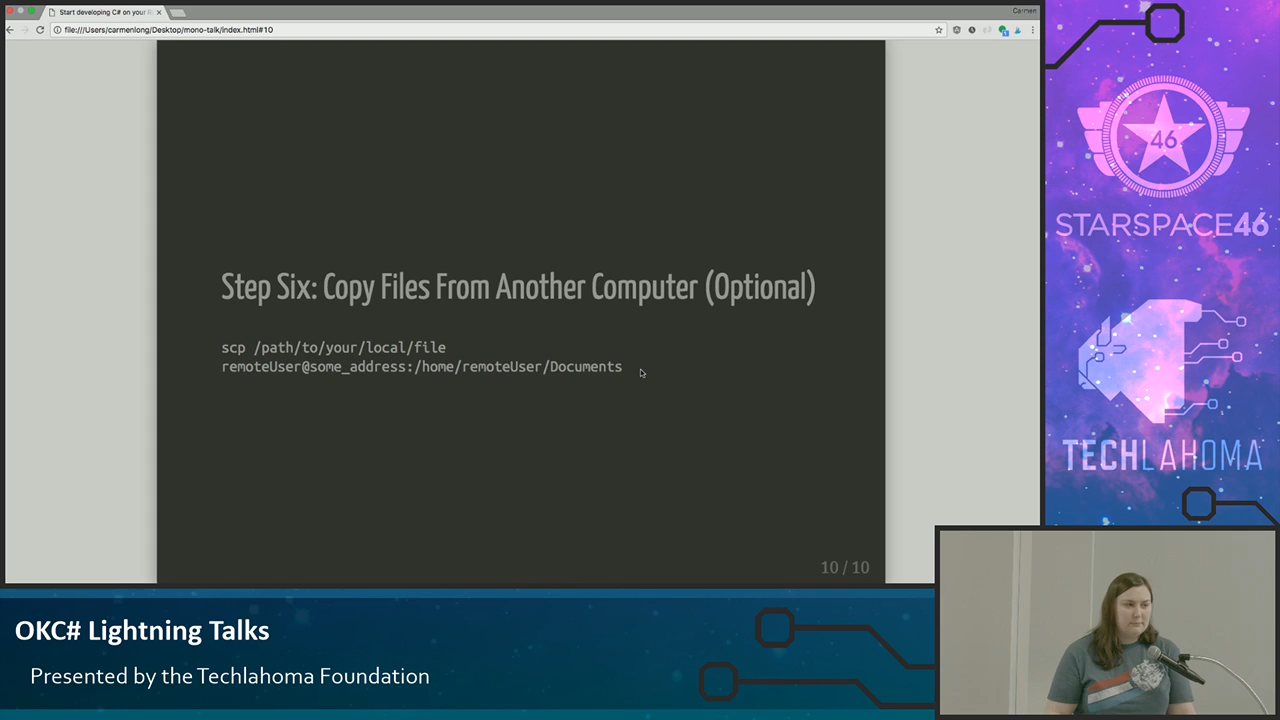 Start developing C# on your R
Carmen
file:///Users/carmenlong/Desktop/mono-talk/index.html#10
Step Six: Copy Files From Another Computer (Optional)
scp /path/to/your/local/file
remoteUser@some_address:/home/remoteUser/Documents
10 / 10
46
STARSPACE46
TECHLAHOMA
OKC# Lightning Talks
Presented by the Techlahoma Foundation